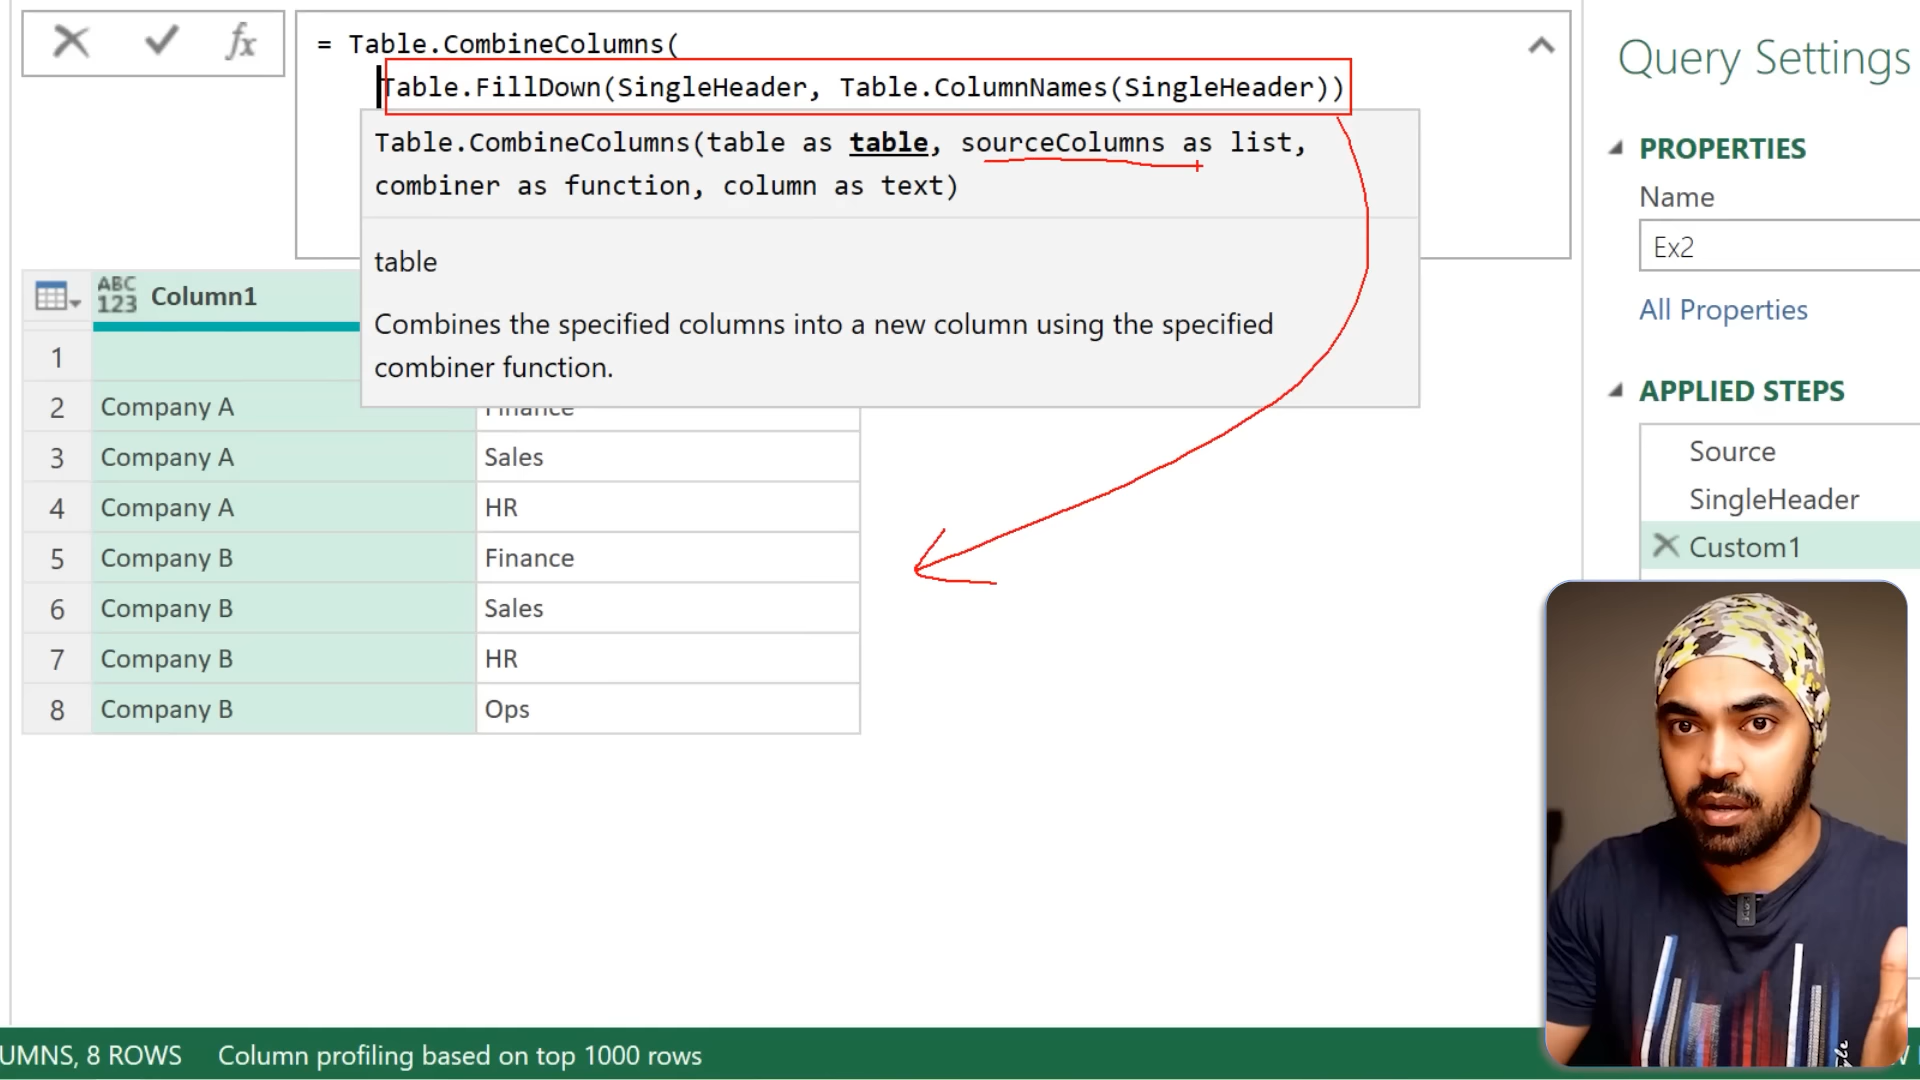 fx
= Table.CombineColumns(
Table.FillDown(SingleHeader, Table.ColumnNames(SingleHeader))
Table.CombineColumns(table as table, sourceColumns as list,
combiner as function, column as text)
table
Combines the specified columns into a new column using the specified
combiner function.
ABC
123
Column1
1
2 Company A Finance
3 Company A Sales
4 Company A HR
5 Company B Finance
6 Company B Sales
7 Company B HR
8 Company B Ops
Query Settings
PROPERTIES
Name
Ex2
All Properties
APPLIED STEPS
Source
SingleHeader
Custom1
UMNS, 8 ROWS Column profiling based on top 1000 rows